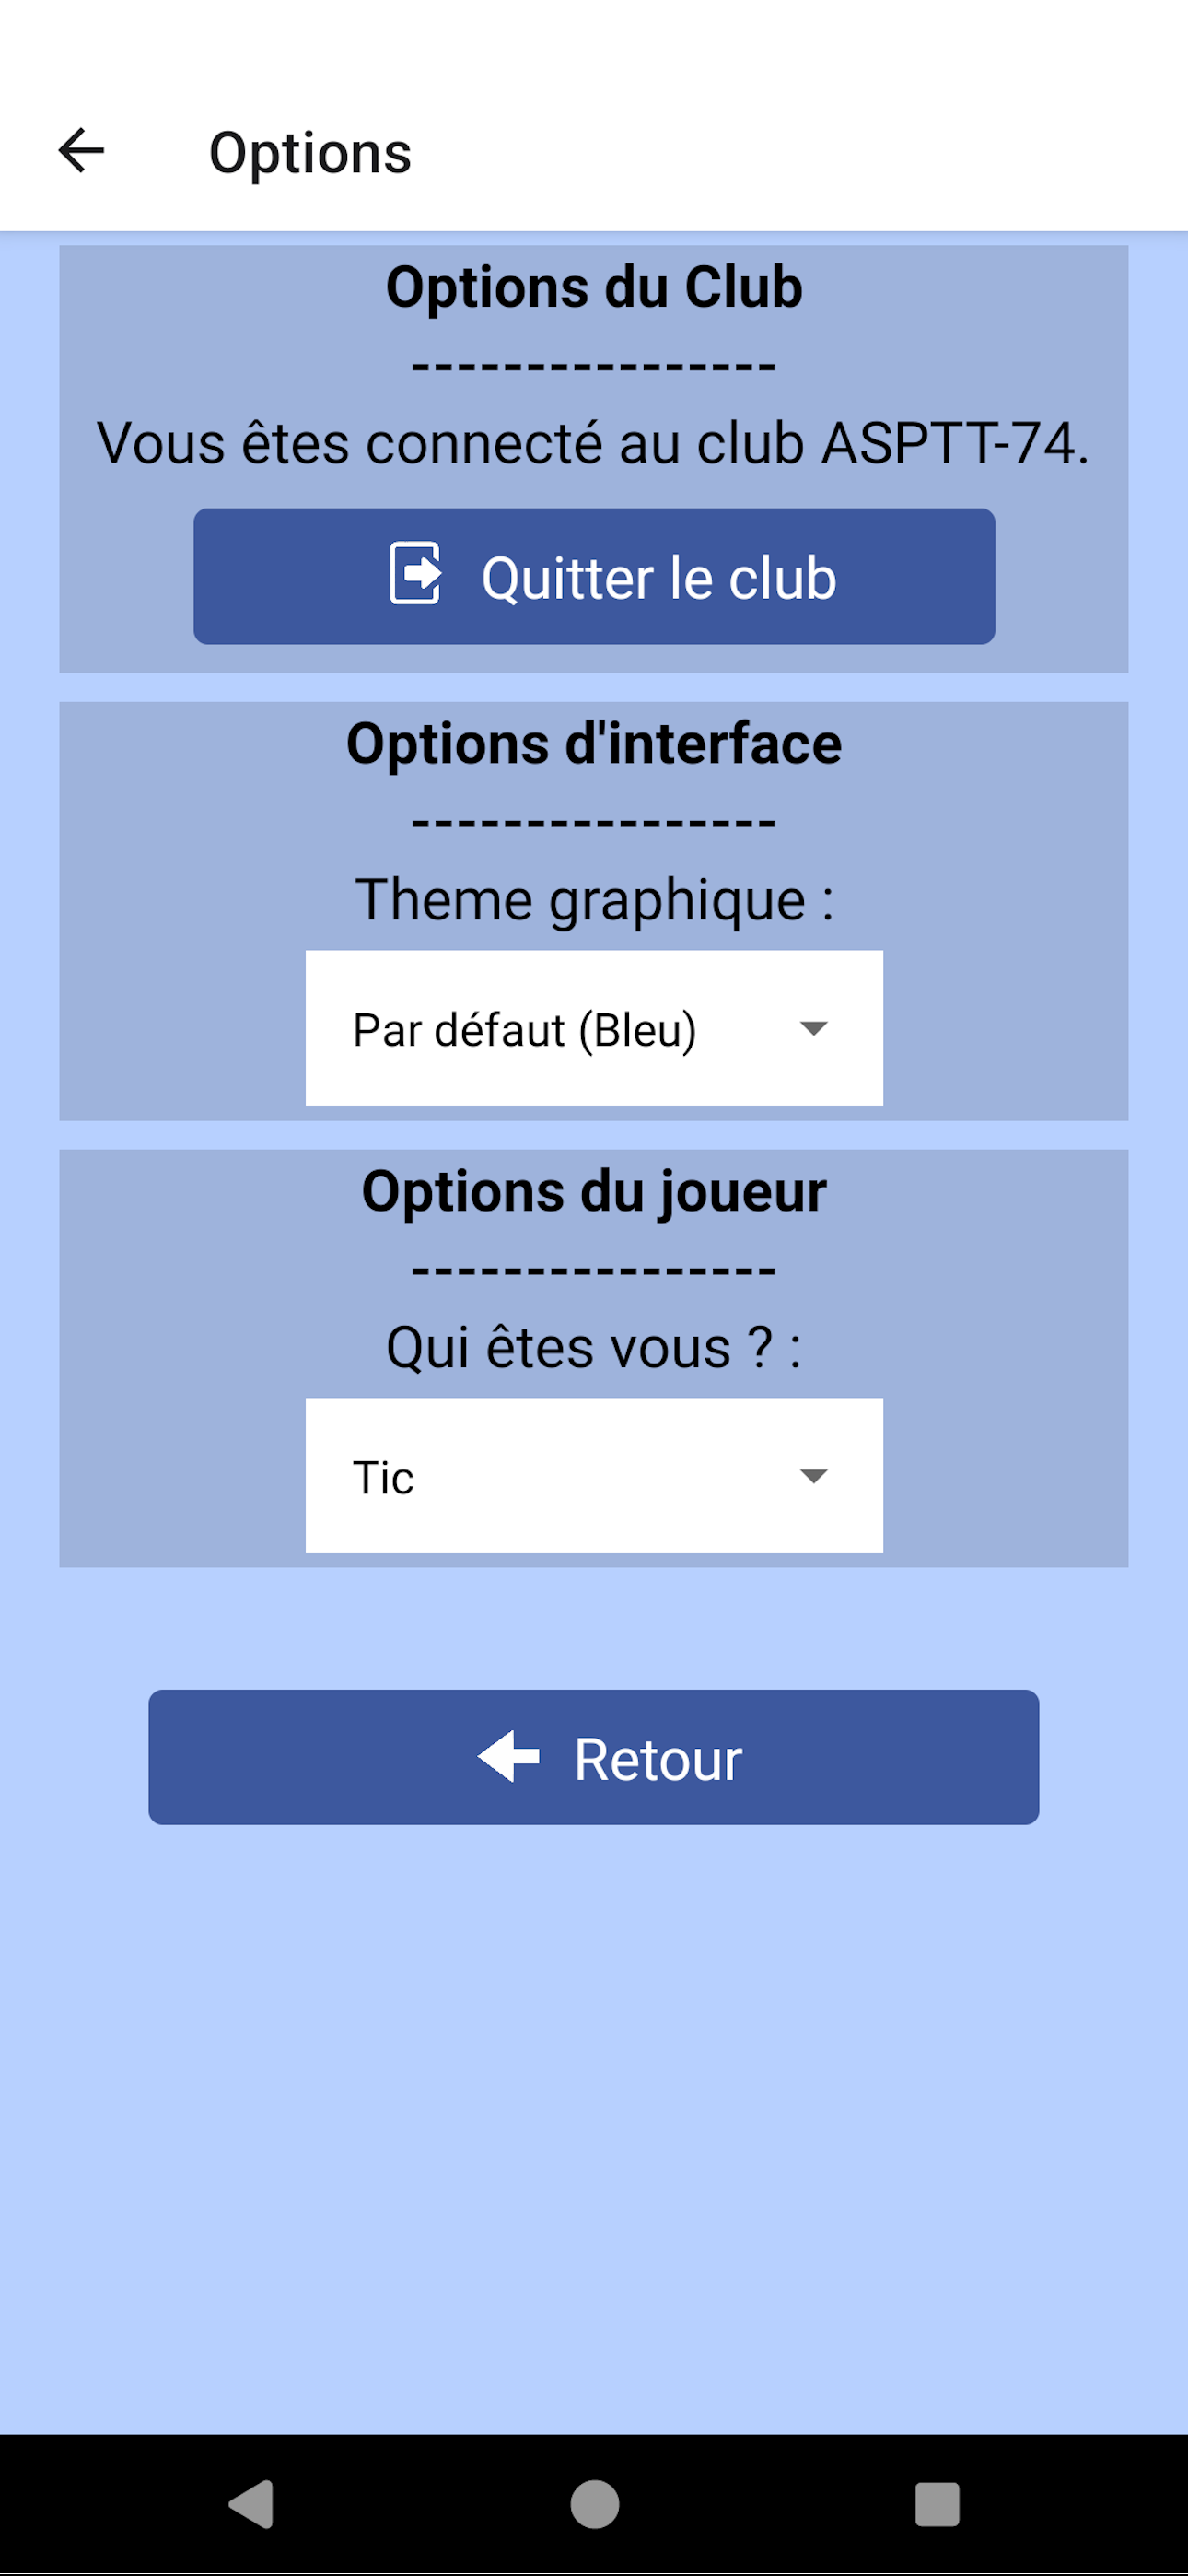 Options
Options du Club
----------------
Vous êtes connecté au club ASPTT-74.
Quitter le club
Options d'interface
----------------
Theme graphique :
Par défaut (Bleu)
Options du joueur
----------------
Qui êtes vous ? :
Tic
Retour